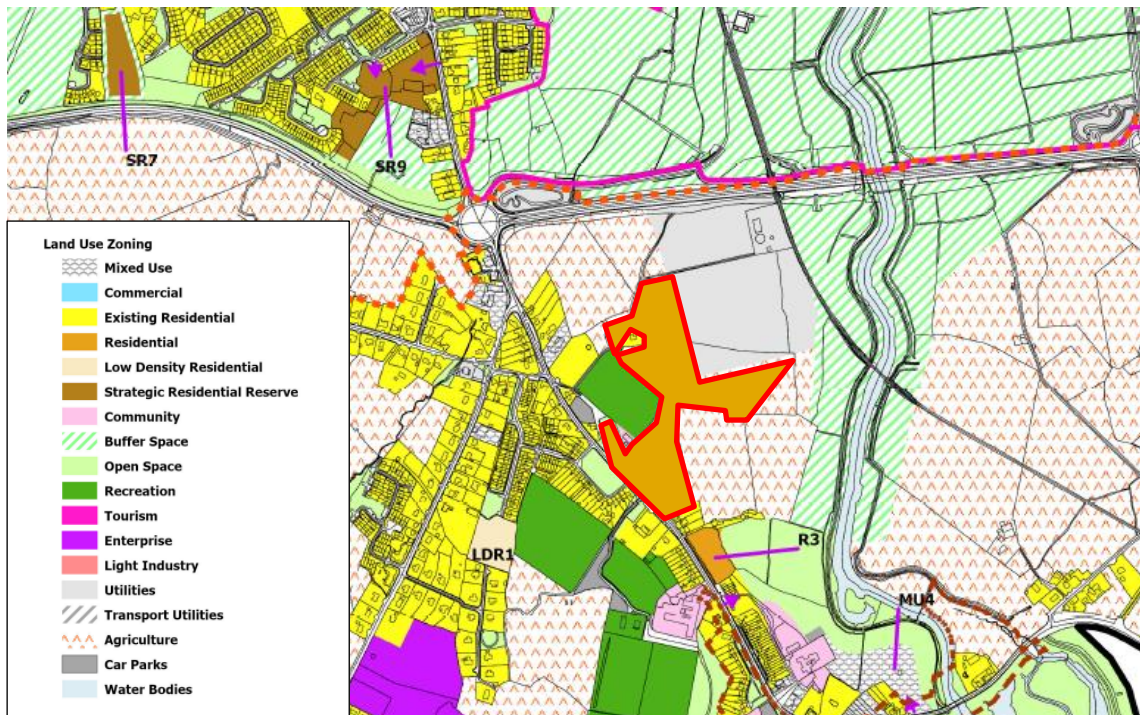 SR7
SR9
Land Use Zoning
Mixed Use
Commercial
Existing Residential
Residential
Low Density Residential
Strategic Residential Reserve
Community
Buffer Space
Open Space
Recreation
Tourism
Enterprise
Light Industry
Utilities
Transport Utilities
Agriculture
Car Parks
Water Bodies
LDR1
R3
MU4